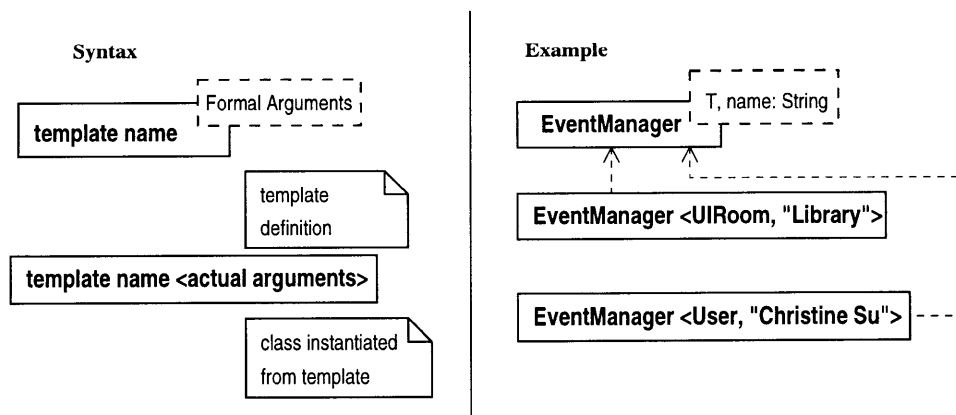 Syntax
Formal Arguments
template name
template
definition
template name <actual arguments>
class instantiated
from template
Example
T, name: String
EventManager
EventManager <UIRoom, "Library">
EventManager <User, "Christine Su">